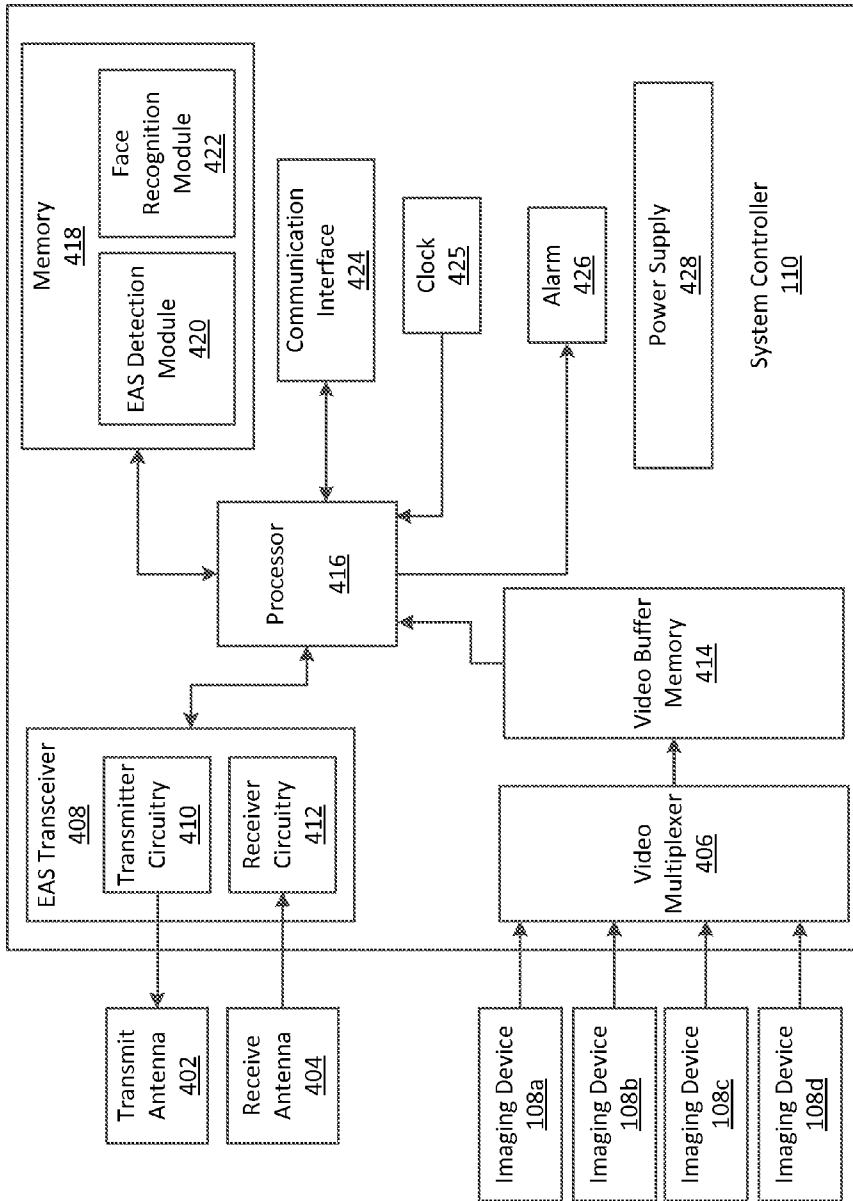 Transmit
Antenna
402
Receive
Antenna
404
Imaging Device
108a
Imaging Device
108b
Imaging Device
108c
Imaging Device
108d
EAS Transceiver
408
Transmitter
Circuitry
410
Receiver
Circuitry
412
Video
Multiplexer
406
Video Buffer
Memory
414
Processor
416
Memory
418
EAS Detection
Module
420
Face
Recognition
Module
422
Communication
Interface
424
Clock
425
Alarm
426
Power Supply
428
System Controller
110